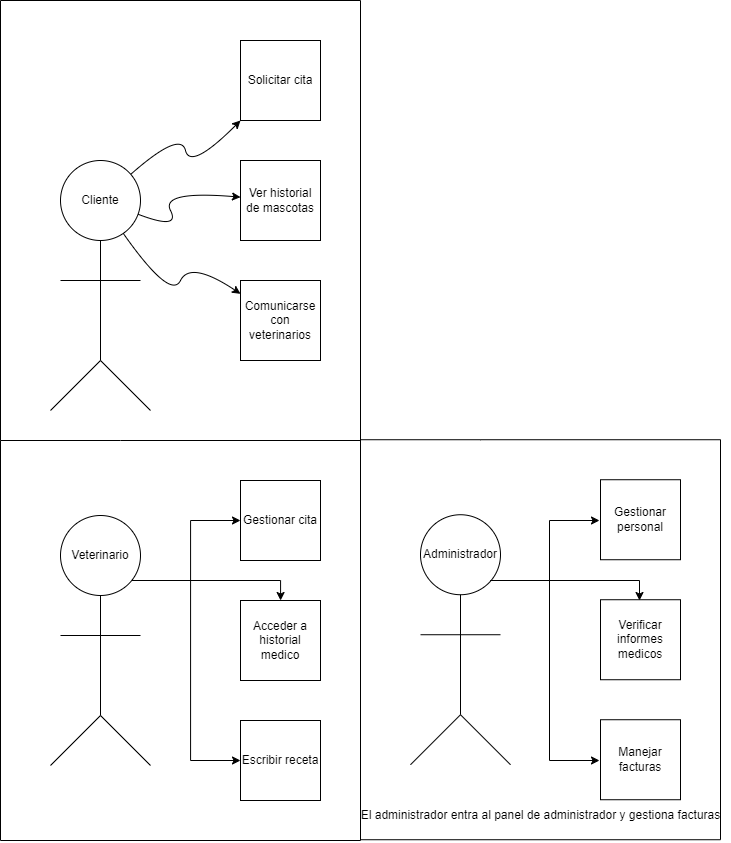 Solicitar cita
Cliente
Ver historial
de mascotas
Comunicarse
con
veterinarios
Gestionar cita
Veterinario
Acceder a
historial
medico
Escribir receta
Gestionar
personal
Administrador
Verificar
informes
medicos
Manejar
facturas
El administrador entra al panel de administrador y gestiona facturas